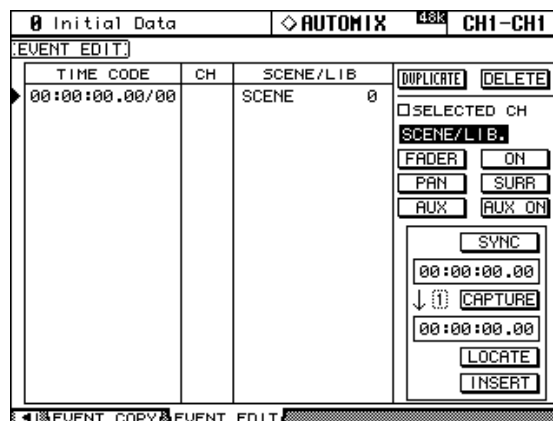 0 Initial Data ◇AUTOMIX 48k CH1-CH1
EVENT EDIT
TIME CODE CH SCENE/LIB
00:00:00.00/00 SCENE 0
DUPLICATE DELETE
SELECTED CH
SCENE/LIB.
FADER ON
PAN SURR
AUX AUX ON
SYNC
00:00:00.00
↓ 1 CAPTURE
00:00:00.00
LOCATE
INSERT
EVENT COPY EVENT EDIT